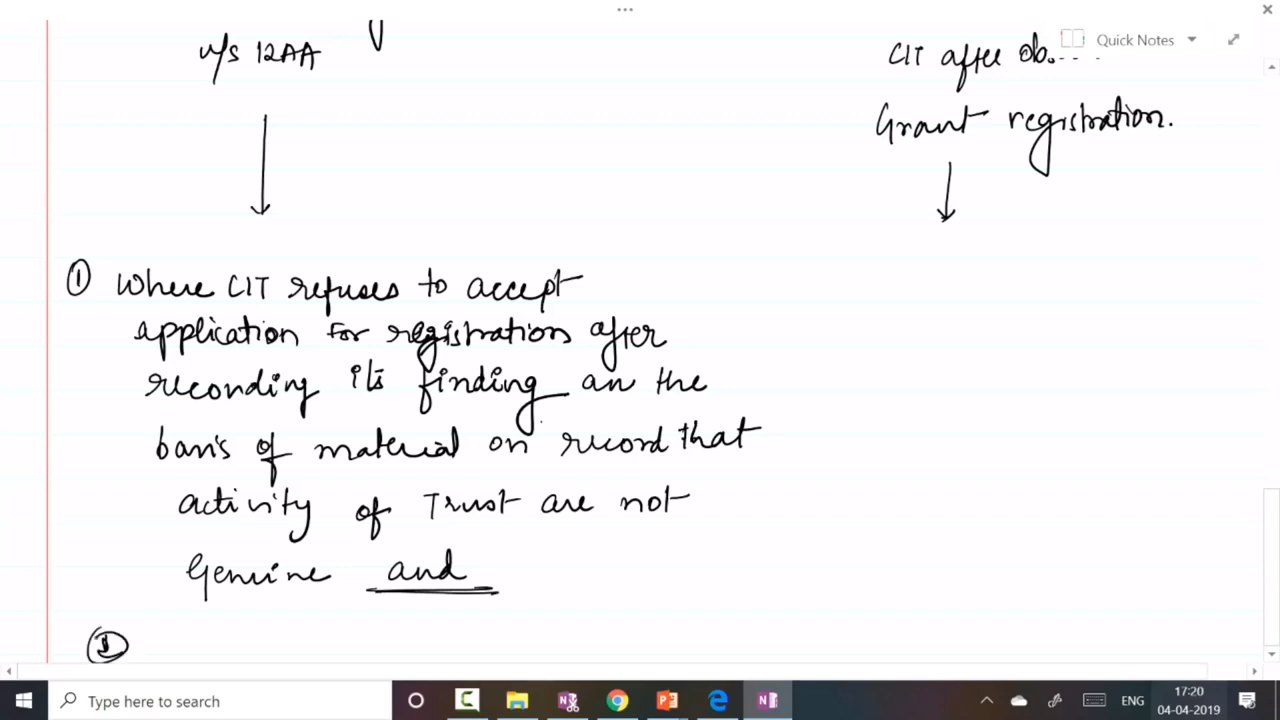 Quick Notes
u/s 12AA
CIT after ob....
Grant registration.
① Where CIT refuses to accept
application for registration after
reconding its finding an the
basis of material on record that
activity of Trust are not
Genuine and
Type here to search
ENG
17:20
04-04-2019